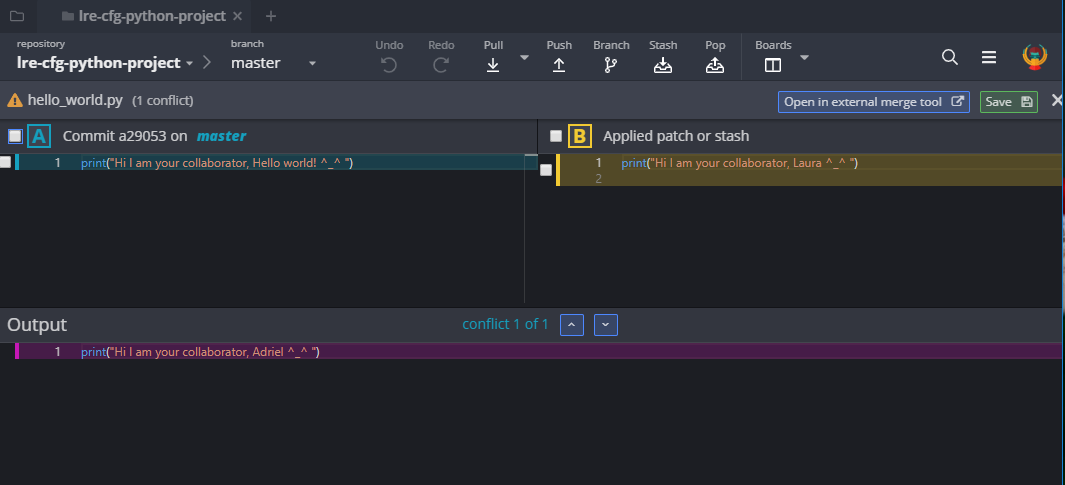 lre-cfg-python-project
repository
lre-cfg-python-project
branch
master
Undo
Redo
Pull
Push
Branch
Stash
Pop
Boards
hello_world.py (1 conflict)
Open in external merge tool
Save
A Commit a29053 on master
B Applied patch or stash
1 print("Hi I am your collaborator, Hello world! ^_^ ")
1 print("Hi I am your collaborator, Laura ^_^ ")
2
Output
conflict 1 of 1
1 print("Hi I am your collaborator, Adriel ^_^ ")